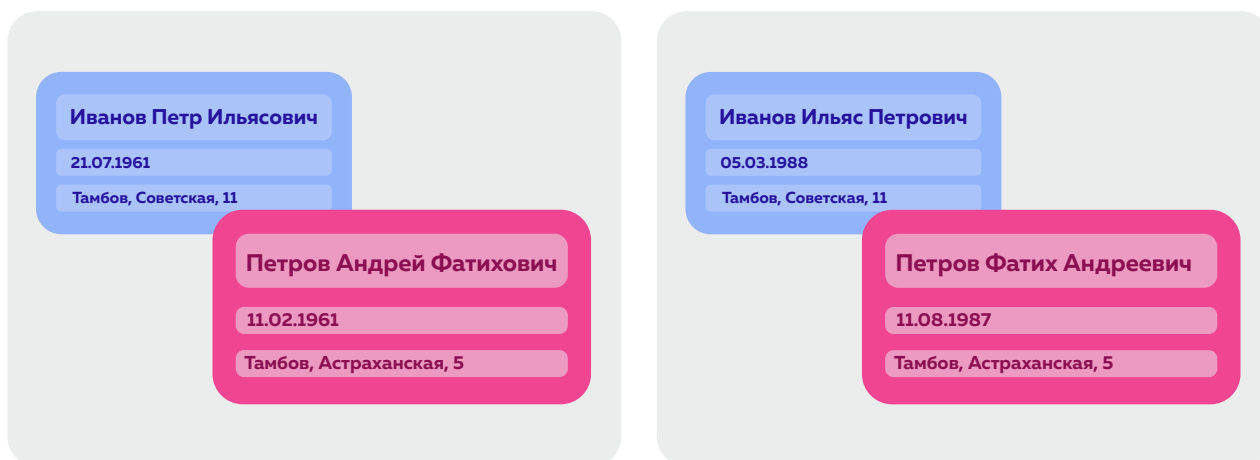 Иванов Петр Ильясович
21.07.1961
Тамбов, Советская, 11
Петров Андрей Фатихович
11.02.1961
Тамбов, Астраханская, 5
Иванов Ильяс Петрович
05.03.1988
Тамбов, Советская, 11
Петров Фатих Андреевич
11.08.1987
Тамбов, Астраханская, 5